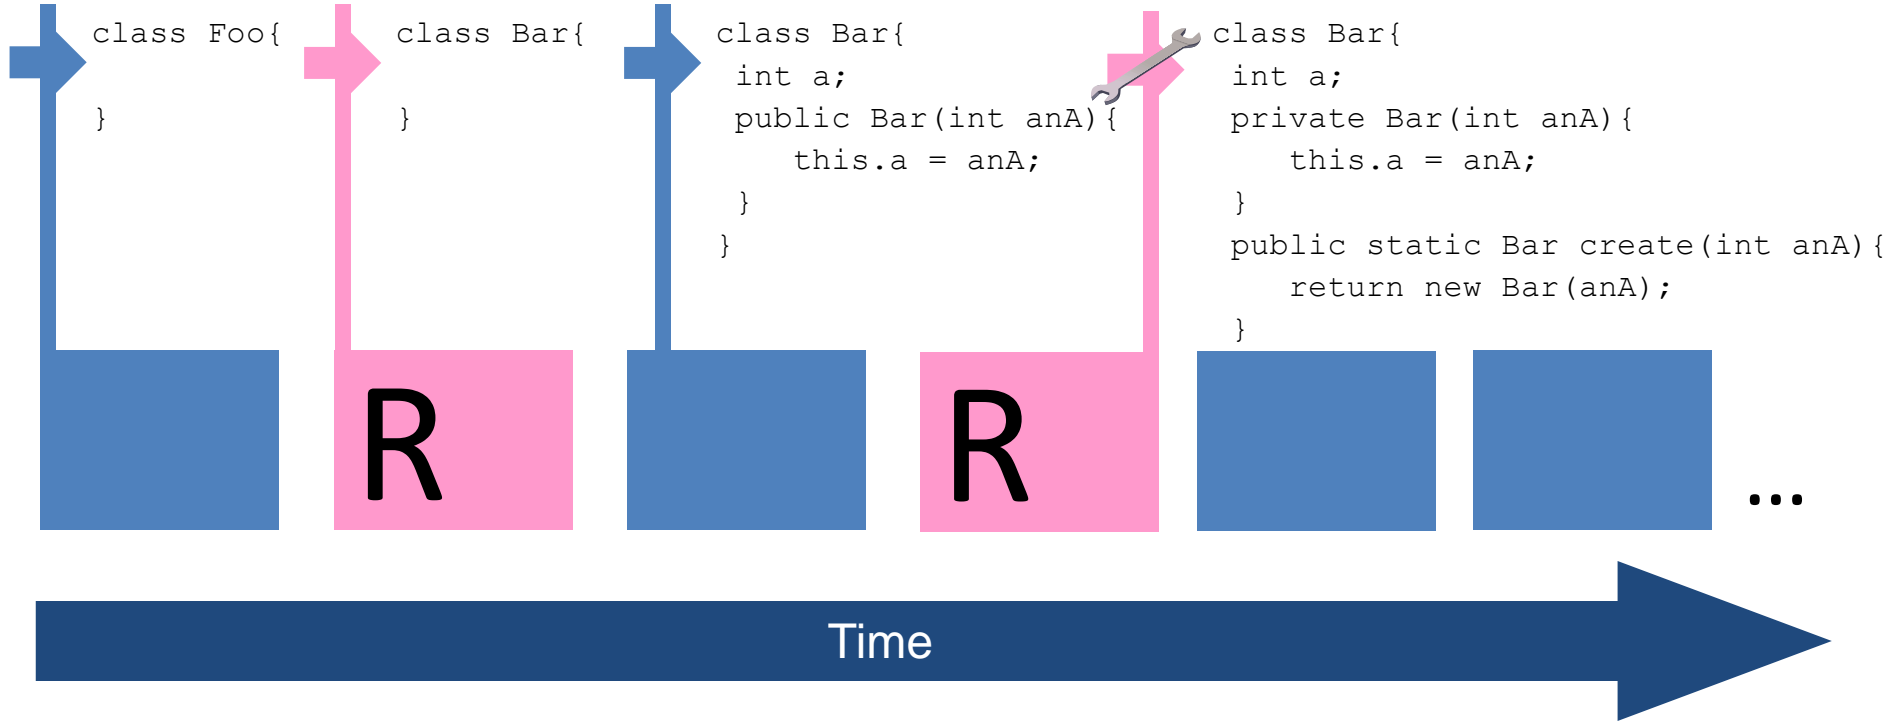 class Foo{
}
class Bar{
}
class Bar{
int a;
public Bar(int anA){
this.a = anA;
}
}
class Bar{
int a;
private Bar(int anA){
this.a = anA;
}
public static Bar create(int anA){
return new Bar(anA);
}
R
R
...
Time